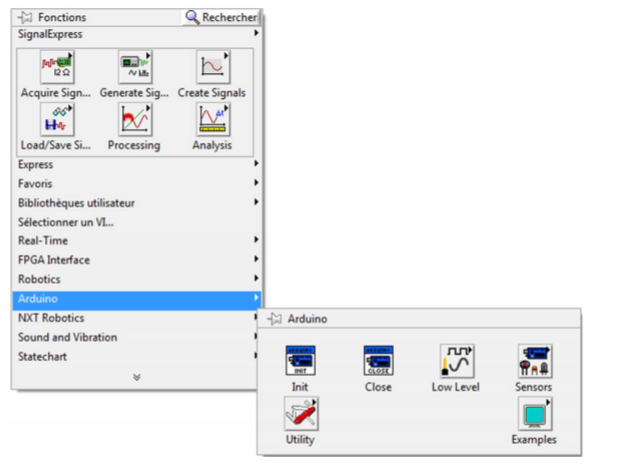 Fonctions
Rechercher
SignalExpress
12 Ω
Acquire Sign... Generate Sig... Create Signals
Load/Save Si... Processing Analysis
Express
Favoris
Bibliothèques utilisateur
Sélectionner un VI...
Real-Time
FPGA Interface
Robotics
Arduino
NXT Robotics
Sound and Vibration
Statechart
Arduino
INIT
CLOSE
Init Close Low Level Sensors
Utility Examples